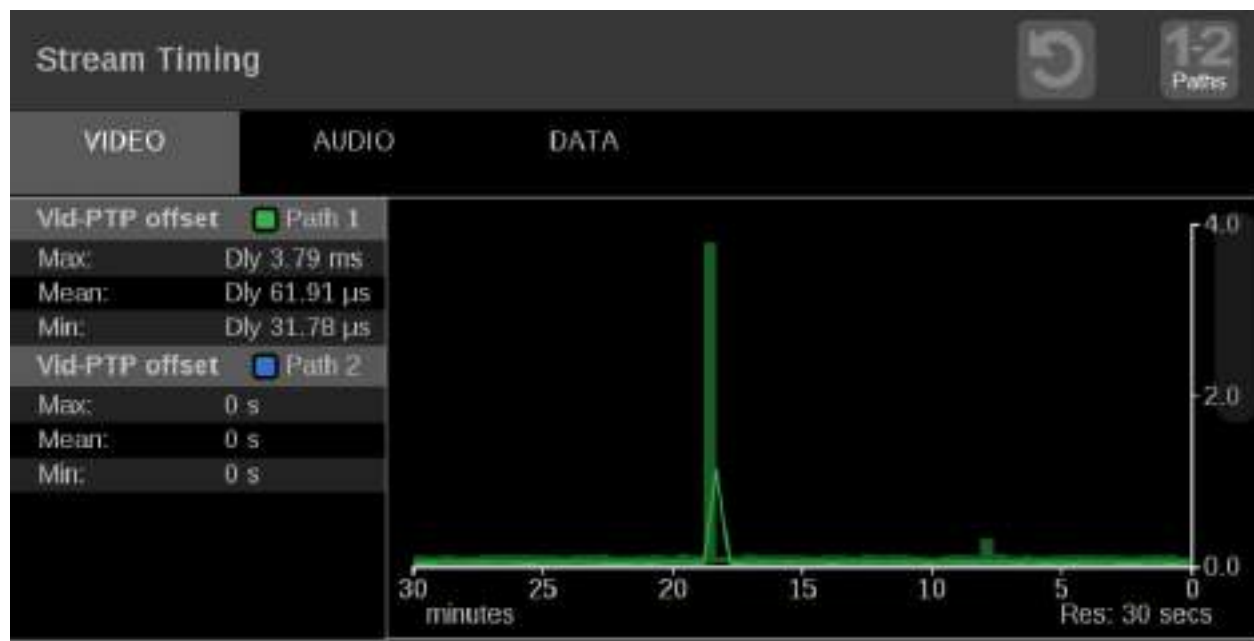 Stream Timing
1-2
Paths
VIDEO AUDIO DATA
Vid-PTP offset Path 1
Max: Dly 3.79 ms
Mean: Dly 61.91 µs
Min: Dly 31.78 µs
Vid-PTP offset Path 2
Max: 0 s
Mean: 0 s
Min: 0 s
4.0
2.0
0.0
30 25 20 15 10 5 0
minutes Res: 30 secs